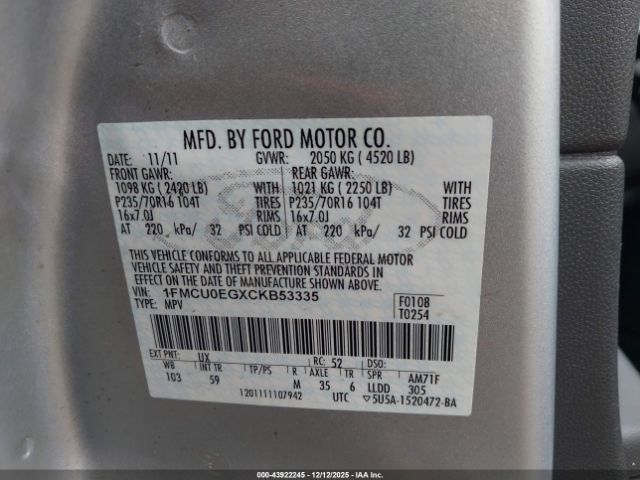 MFD. BY FORD MOTOR CO.
DATE: 11/11 GVWR: 2050 KG ( 4520 LB)
FRONT GAWR: REAR GAWR:
1098 KG ( 2420 LB) WITH 1021 KG ( 2250 LB) WITH
P235/70R16 104T TIRES P235/70R16 104T TIRES
16x7.0J RIMS 16x7.0J RIMS
AT 220 kPa/ 32 PSI COLD AT 220 kPa/ 32 PSI COLD
THIS VEHICLE CONFORMS TO ALL APPLICABLE FEDERAL MOTOR
VEHICLE SAFETY AND THEFT PREVENTION STANDARDS IN EFFECT
ON THE DATE OF MANUFACTURE SHOWN ABOVE.
VIN: 1FMCU0EGXCKB53335 F0108
TYPE: MPV T0254
EXT PNT: UX RC: 52 DSO:
WB INT TR TP/PS R AXLE TR SPR AM71F
103 59 M 35 6 LLDD 305
1201111107942 UTC ▽5U5A-1520472-BA
Ford
©43922245 - 12/12/2025 - IAA Inc.